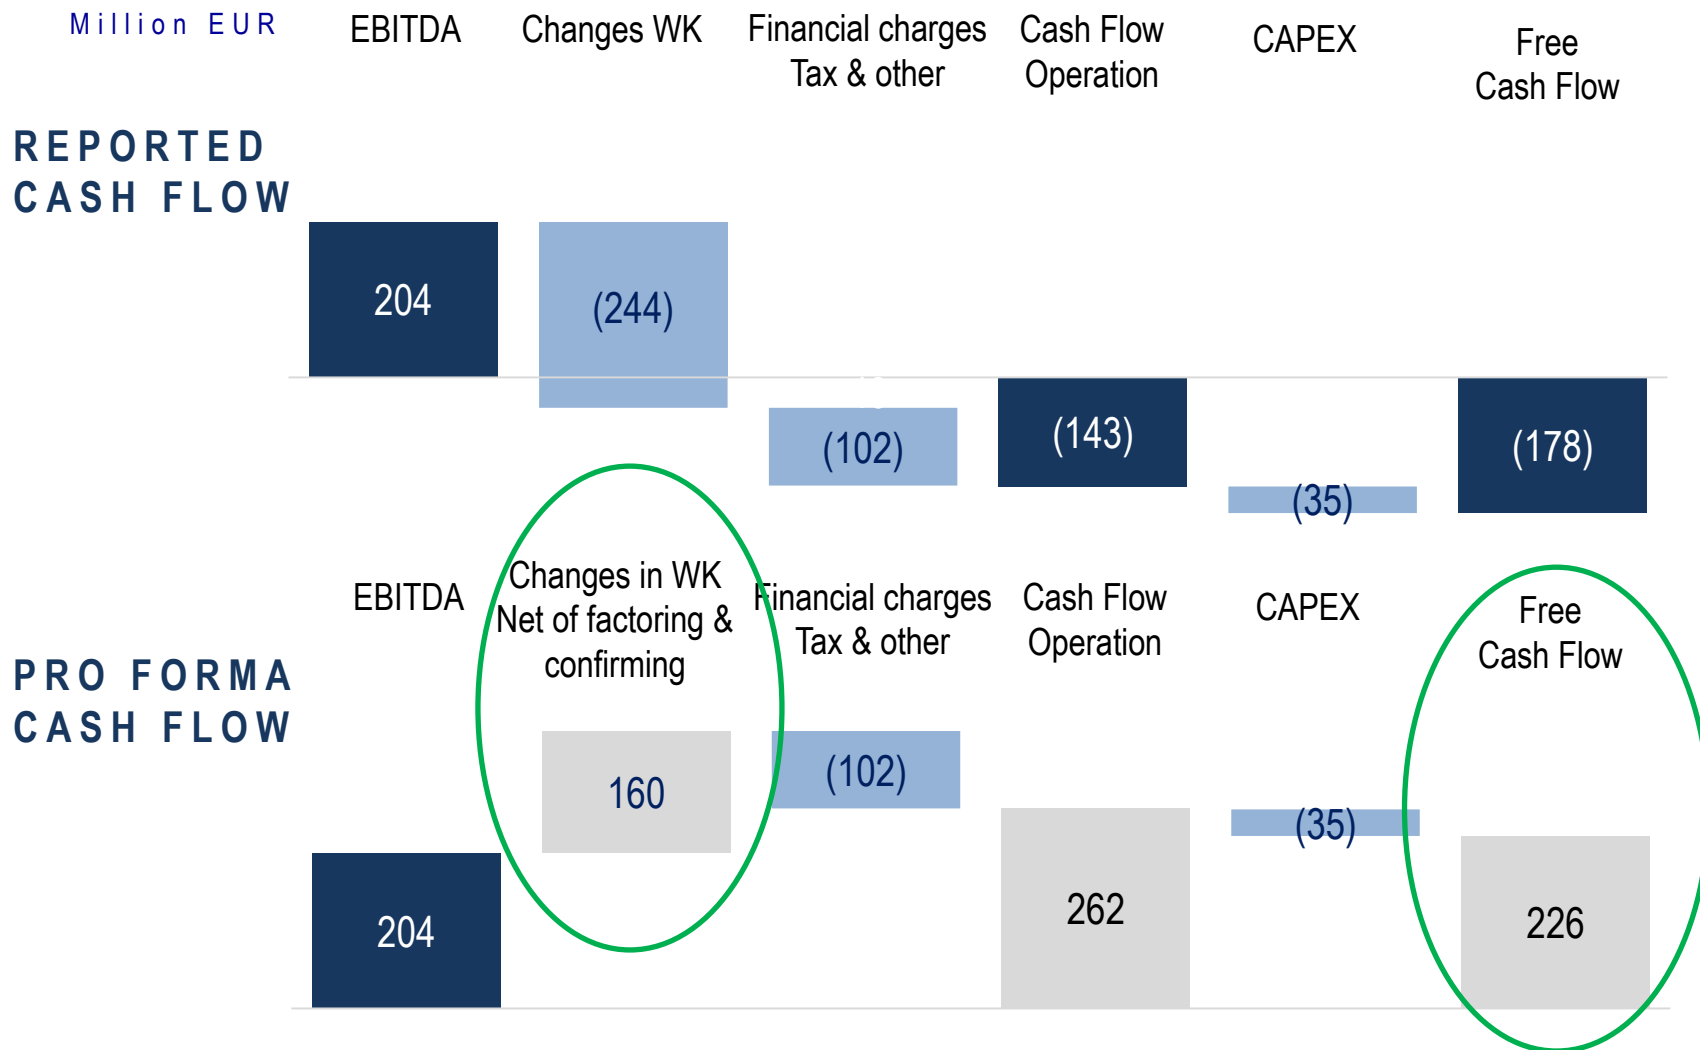 Million EUR
EBITDA
Changes WK
Financial charges
Tax & other
Cash Flow
Operation
CAPEX
Free
Cash Flow
REPORTED
CASH FLOW
204
(244)
(102)
(143)
(35)
(178)
EBITDA
Changes in WK
Net of factoring &
confirming
Financial charges
Tax & other
Cash Flow
Operation
CAPEX
Free
Cash Flow
PRO FORMA
CASH FLOW
204
160
(102)
262
(35)
226